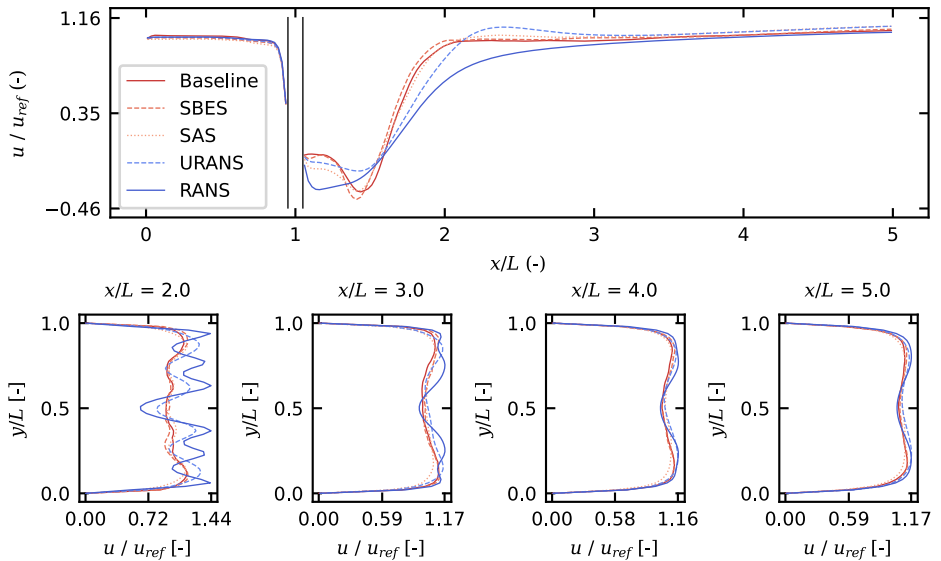 1.16
0.35
−0.46
u / u_ref (-)
Baseline
SBES
SAS
URANS
RANS
0 1 2 3 4 5
x/L (-)
x/L = 2.0 x/L = 3.0 x/L = 4.0 x/L = 5.0
1.0 1.0 1.0 1.0
y/L [-] y/L [-] y/L [-] y/L [-]
0.5 0.5 0.5 0.5
0.0 0.0 0.0 0.0
0.00 0.72 1.44 0.00 0.59 1.17 0.00 0.58 1.16 0.00 0.59 1.17
u / u_ref [-] u / u_ref [-] u / u_ref [-] u / u_ref [-]